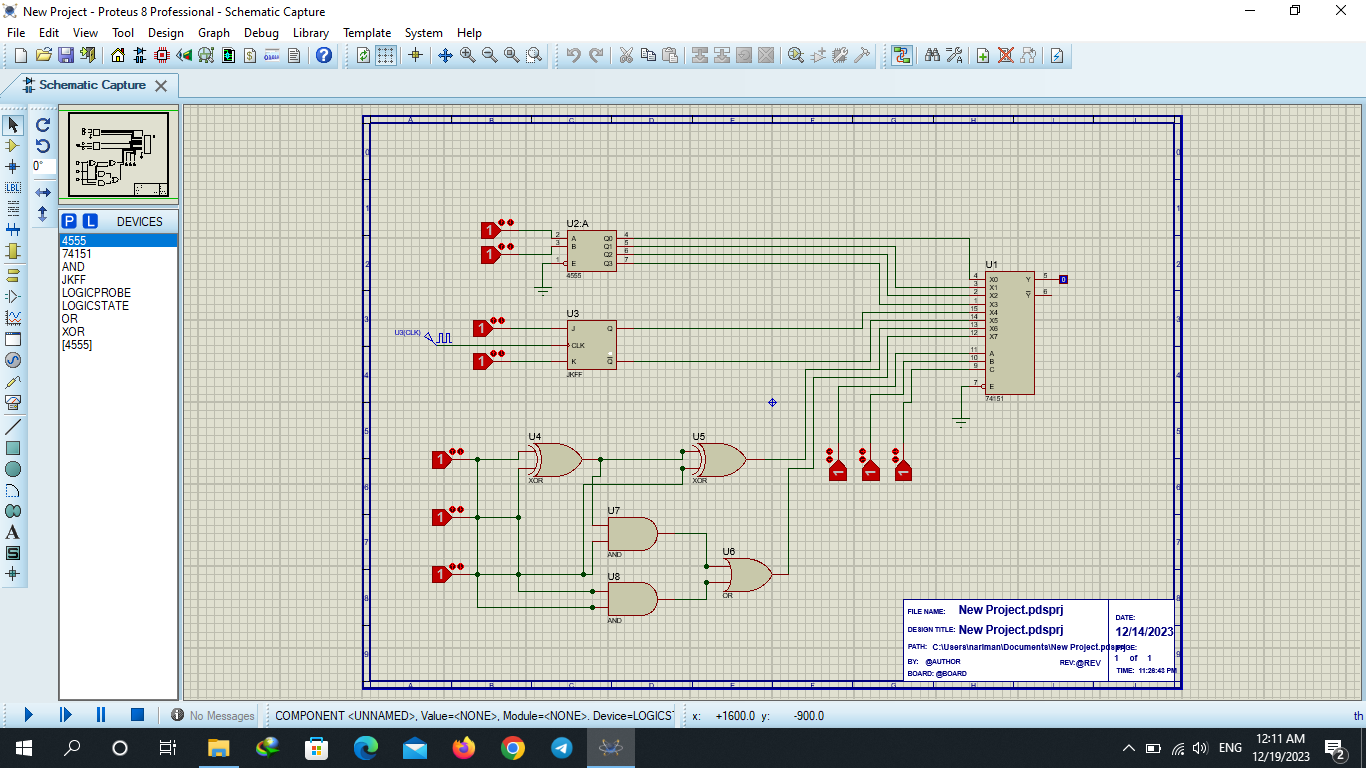 New Project - Proteus 8 Professional - Schematic Capture
File Edit View Tool Design Graph Debug Library Template System Help
Schematic Capture
0°
LBL
A
S
P L DEVICES
4555
74151
AND
JKFF
LOGICPROBE
LOGICSTATE
OR
XOR
[4555]
A B C D E F G H I J
0
1
2
3
4
5
6
7
8
9
U2:A
1
1
2 A Q0 4
3 B Q1 5
Q2 6
1 E Q3 7
4555
U3
1
1
J Q
CLK
K Q
JKFF
U3(CLK)
U1
4 X0 Y 5
3 X1
2 X2 Y 6
1 X3
15 X4
14 X5
13 X6
12 X7
11 A
10 B
9 C
7 E
74151
0
1 1 1
U4
XOR
U5
XOR
1
1
1
U7
AND
U8
AND
U6
OR
FILE NAME: New Project.pdsprj
DESIGN TITLE: New Project.pdsprj
PATH: C:\Users\nariman\Documents\New Project.pdsprj
BY: @AUTHOR
REV:@REV
BOARD: @BOARD
DATE:
12/14/2023
PAGE:
1 of 1
TIME: 11:26:43 PM
A B C D E F G H I J
No Messages
COMPONENT <UNNAMED>, Value=<NONE>, Module=<NONE>. Device=LOGICST
x: +1600.0 y: -900.0
th
ENG
12:11 AM
12/19/2023
2